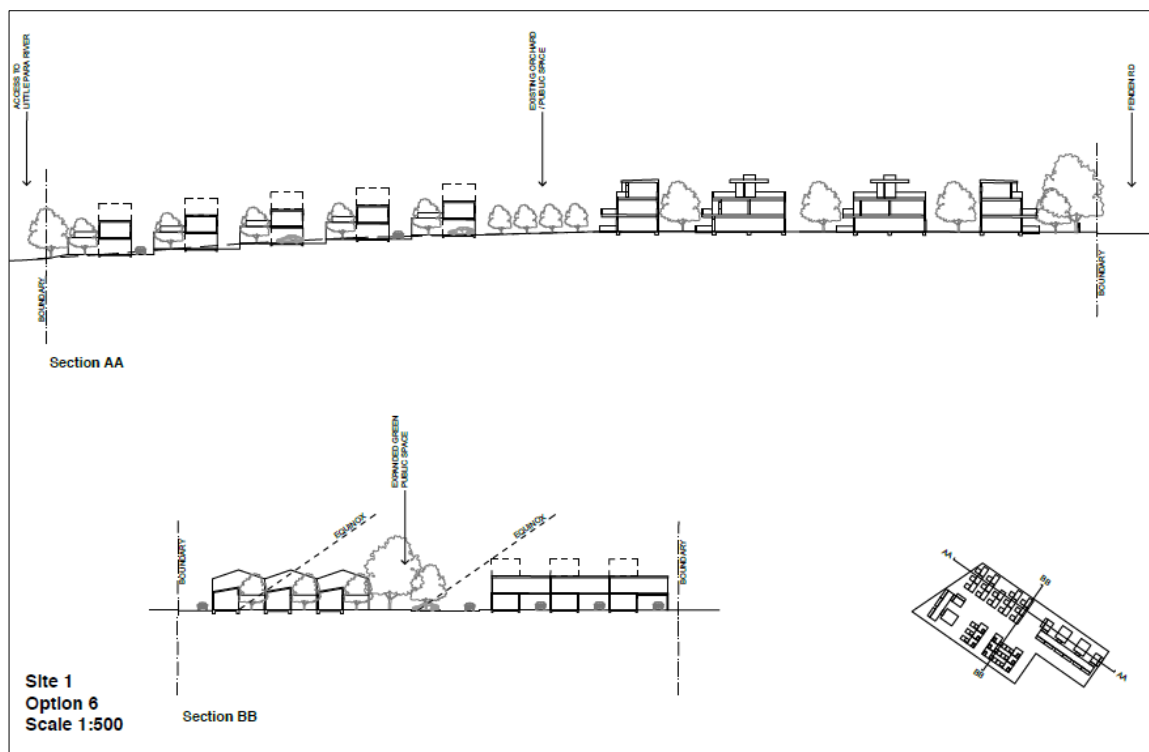 ACCESS TO
LITTLE PARA RIVER
EXISTING ORCHARD
/ PUBLIC SPACE
FENDEN RD
BOUNDARY
BOUNDARY
Section AA
EXPANDED GREEN
PUBLIC SPACE
BOUNDARY
EQUINOX
EQUINOX
BOUNDARY
AA
BB
BB
AA
Site 1
Option 6
Scale 1:500
Section BB